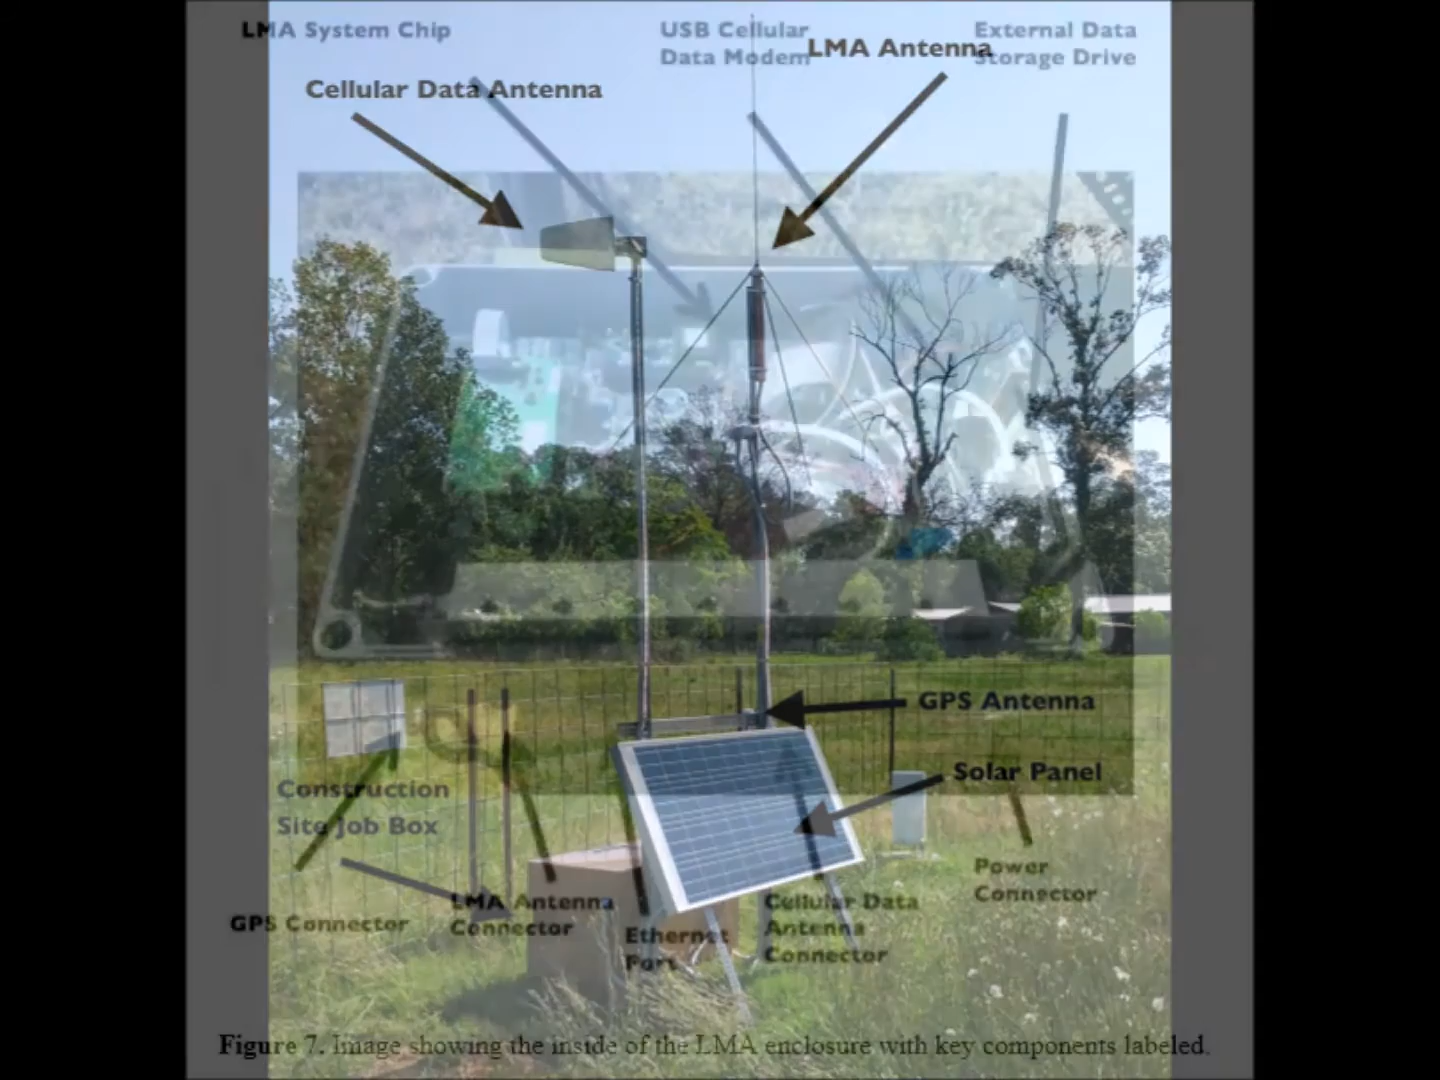 LMA System Chip
USB Cellular
Data Modem
External Data
Storage Drive
LMA Antenna
Cellular Data Antenna
GPS Antenna
Solar Panel
Construction
Site Job Box
Power
Connector
GPS Connector
LMA Antenna
Connector
Ethernet
Port
Cellular Data
Antenna
Connector
Figure 7. Image showing the inside of the LMA enclosure with key components labeled.